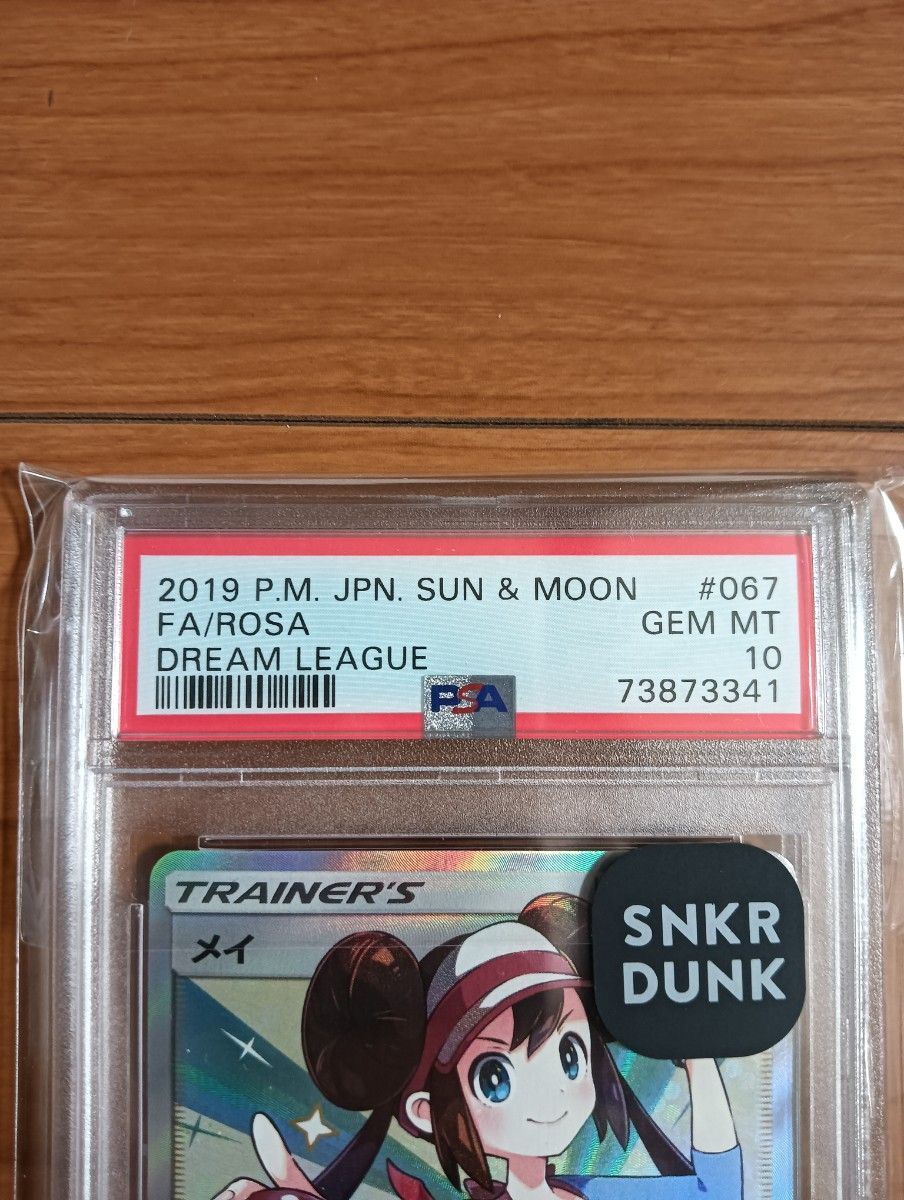 2019 P.M. JPN. SUN & MOON #067
FA/ROSA GEM MT
DREAM LEAGUE 10
73873341
PSA
TRAINER'S
メイ
SNKR
DUNK